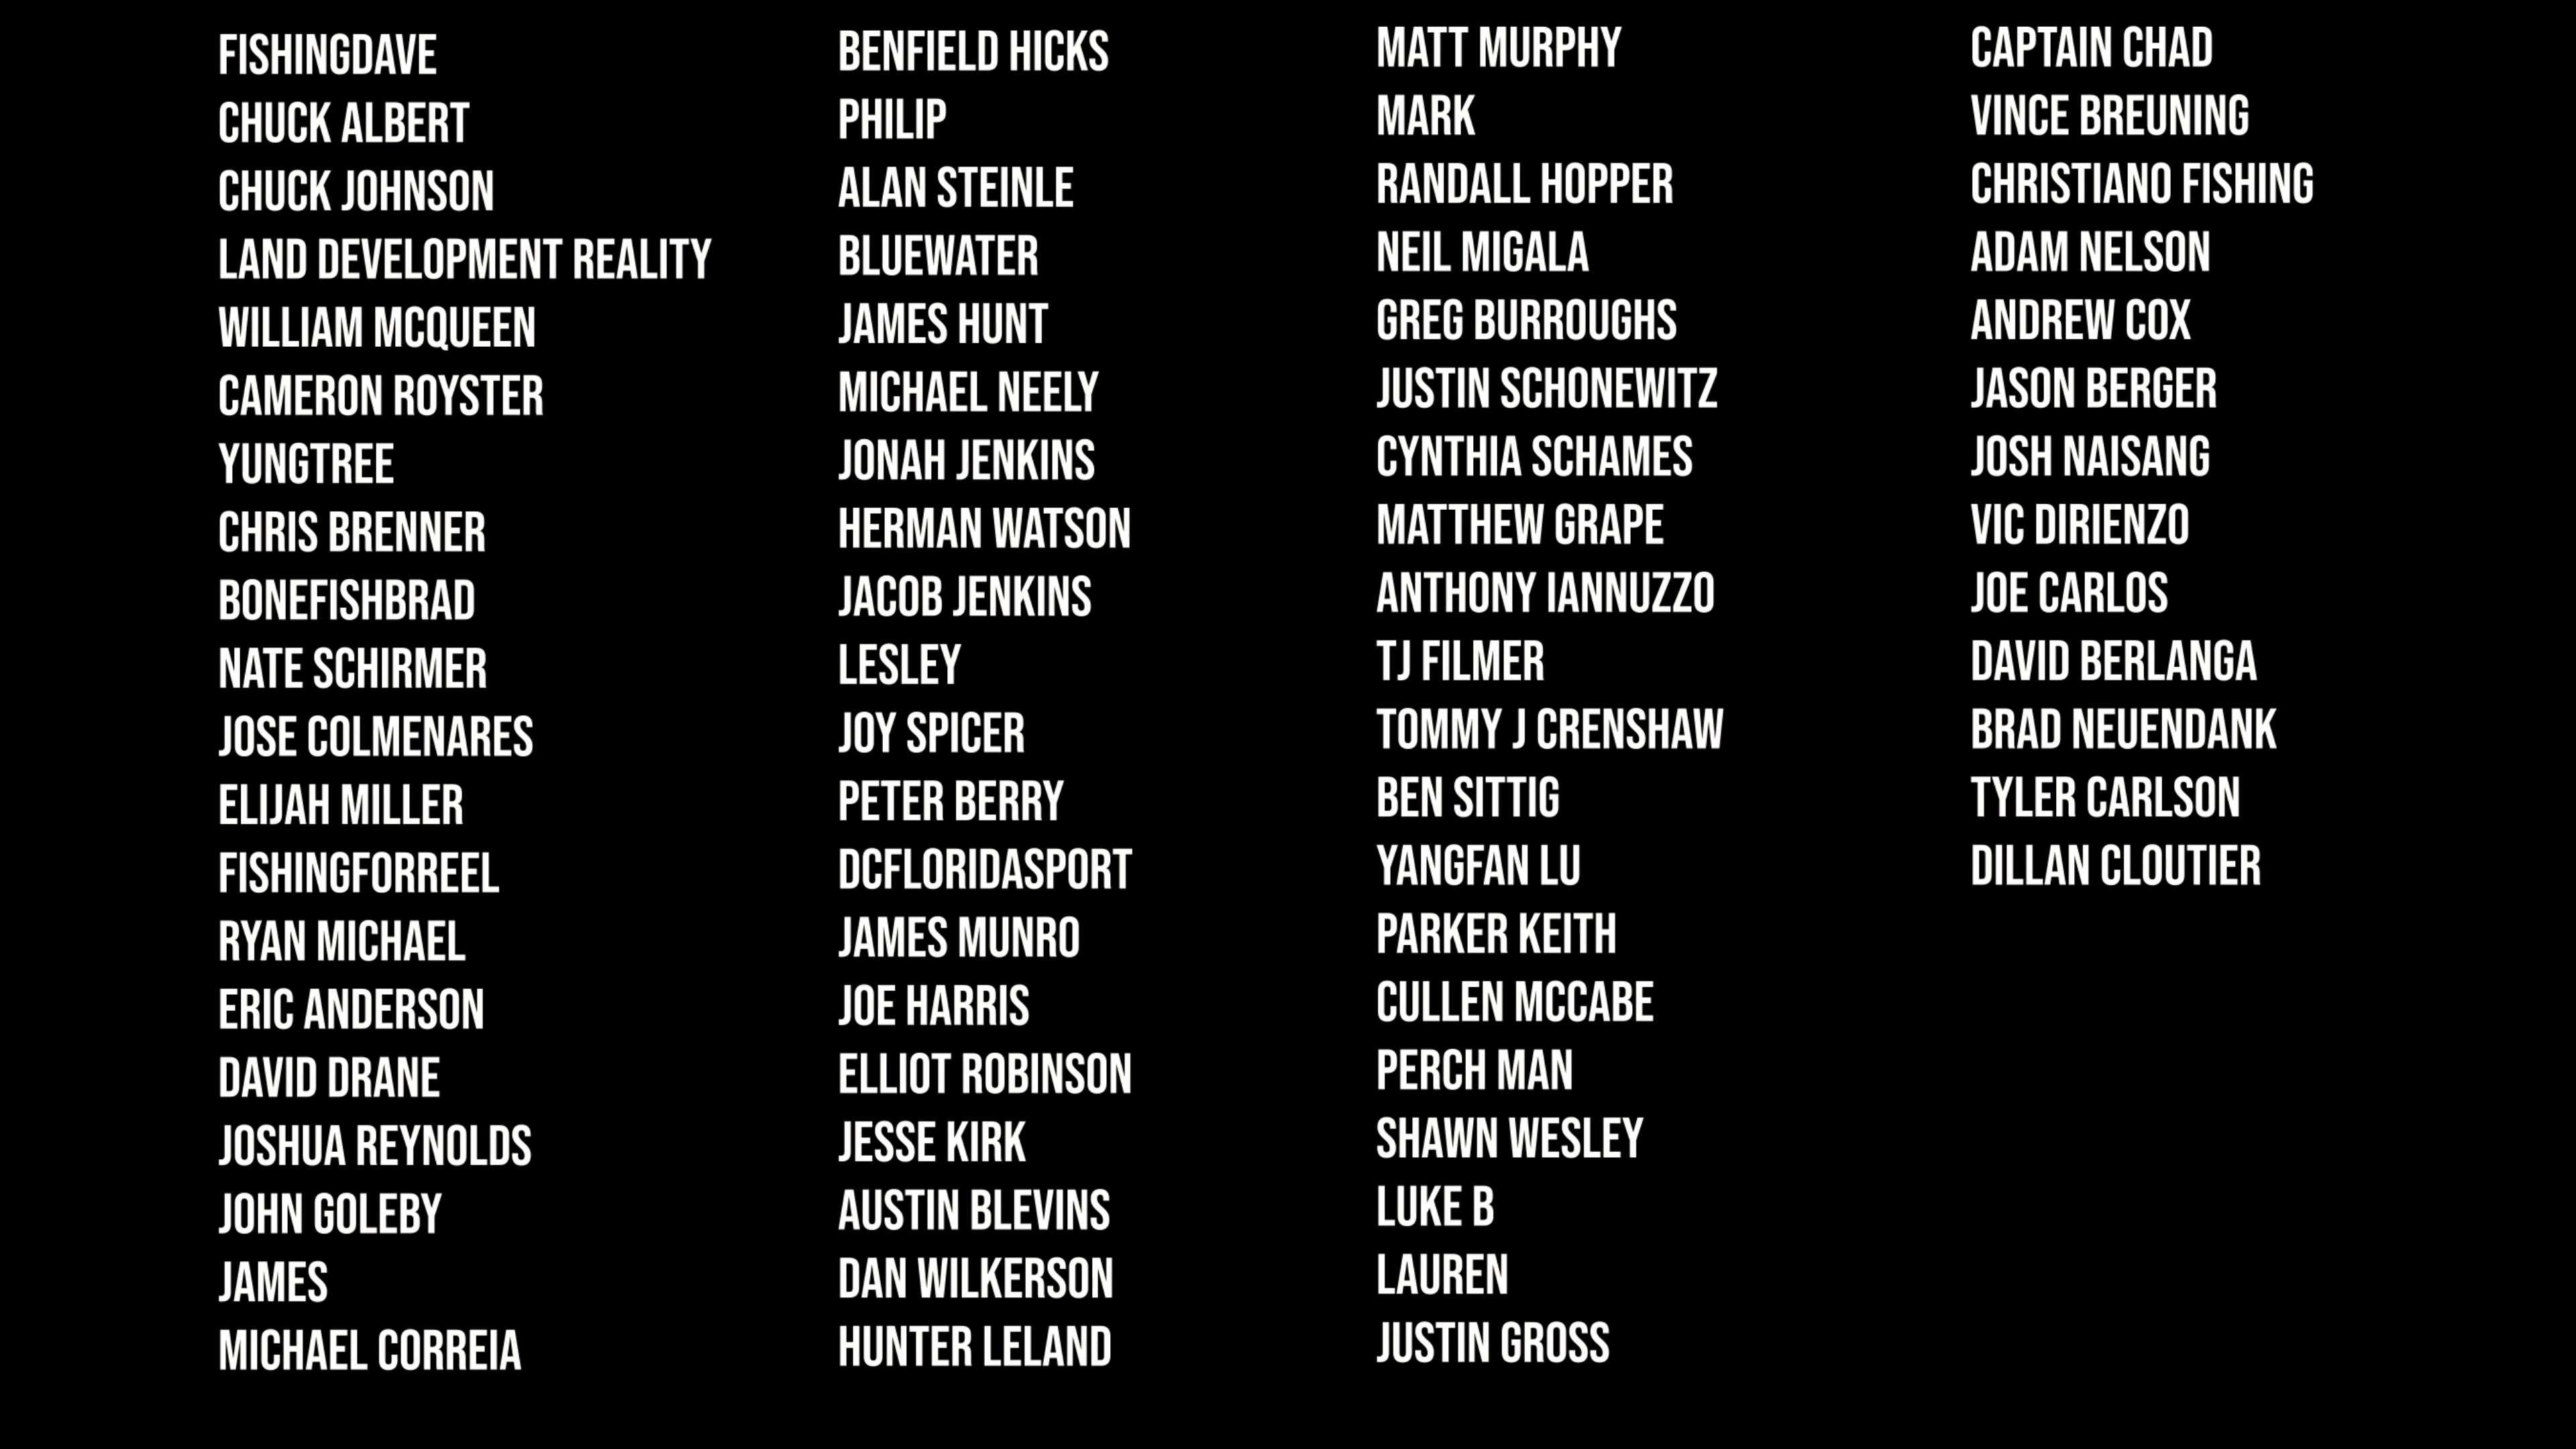 FISHINGDAVE
CHUCK ALBERT
CHUCK JOHNSON
LAND DEVELOPMENT REALITY
WILLIAM MCQUEEN
CAMERON ROYSTER
YUNGTREE
CHRIS BRENNER
BONEFISHBRAD
NATE SCHIRMER
JOSE COLMENARES
ELIJAH MILLER
FISHINGFORREEL
RYAN MICHAEL
ERIC ANDERSON
DAVID DRANE
JOSHUA REYNOLDS
JOHN GOLEBY
JAMES
MICHAEL CORREIA
BENFIELD HICKS
PHILIP
ALAN STEINLE
BLUEWATER
JAMES HUNT
MICHAEL NEELY
JONAH JENKINS
HERMAN WATSON
JACOB JENKINS
LESLEY
JOY SPICER
PETER BERRY
DCFLORIDASPORT
JAMES MUNRO
JOE HARRIS
ELLIOT ROBINSON
JESSE KIRK
AUSTIN BLEVINS
DAN WILKERSON
HUNTER LELAND
MATT MURPHY
MARK
RANDALL HOPPER
NEIL MIGALA
GREG BURROUGHS
JUSTIN SCHONEWITZ
CYNTHIA SCHAMES
MATTHEW GRAPE
ANTHONY IANNUZZO
TJ FILMER
TOMMY J CRENSHAW
BEN SITTIG
YANGFAN LU
PARKER KEITH
CULLEN MCCABE
PERCH MAN
SHAWN WESLEY
LUKE B
LAUREN
JUSTIN GROSS
CAPTAIN CHAD
VINCE BREUNING
CHRISTIANO FISHING
ADAM NELSON
ANDREW COX
JASON BERGER
JOSH NAISANG
VIC DIRIENZO
JOE CARLOS
DAVID BERLANGA
BRAD NEUENDANK
TYLER CARLSON
DILLAN CLOUTIER